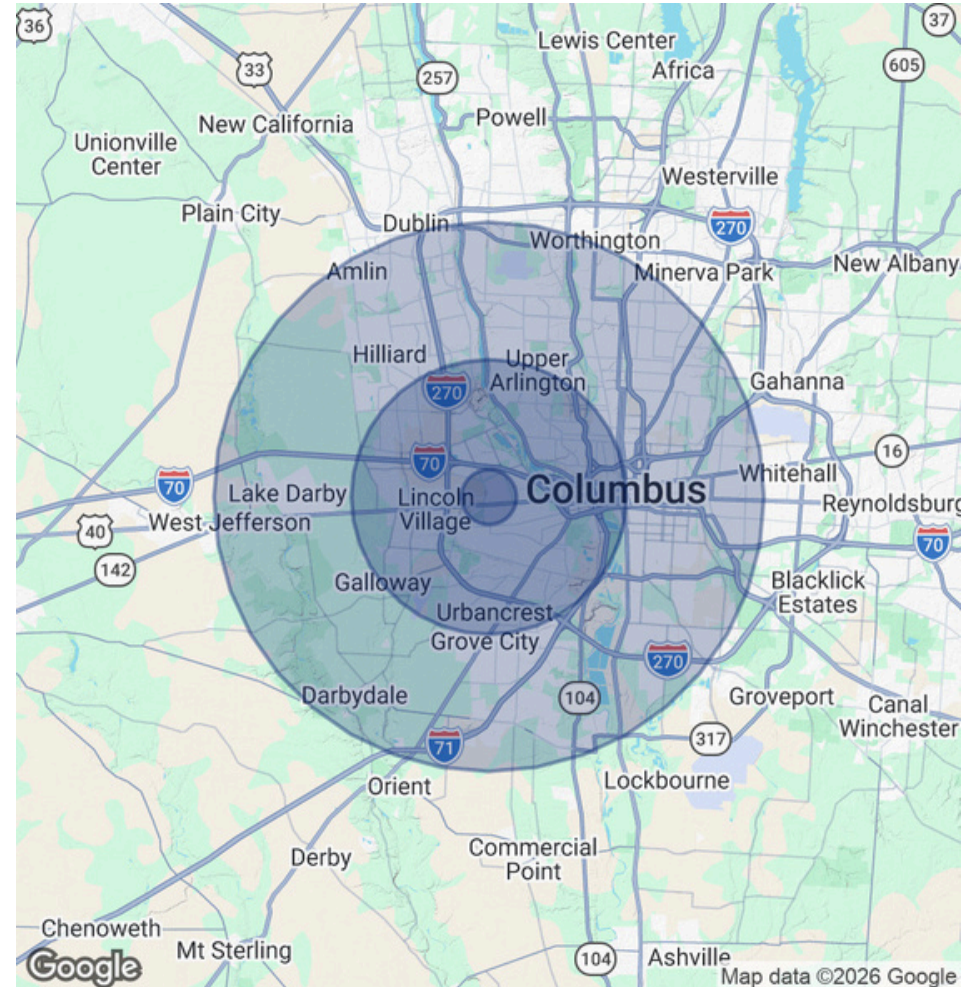 36
37
Lewis Center
33
605
Africa
257
Powell
New California
Unionville
Center
Westerville
Plain City
Dublin
270
Worthington
Amlin
Minerva Park
New Albany
Hilliard
Upper
Arlington
270
Gahanna
70
16
Whitehall
70
Lake Darby
Lincoln
Village
Columbus
Reynoldsburg
West Jefferson
40
70
142
Galloway
Blacklick
Estates
Urbancrest
Grove City
270
Darbydale
104
Groveport
Canal
Winchester
71
317
Orient
Lockbourne
Derby
Commercial
Point
Chenoweth
Mt Sterling
104
Ashville
Google
Map data ©2026 Google